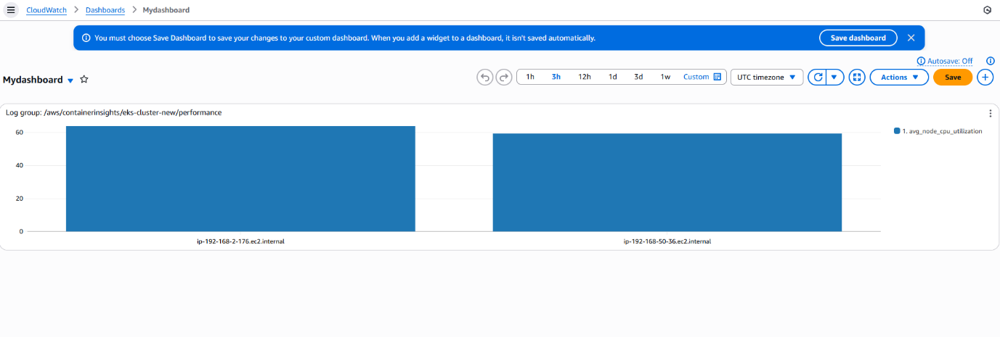 CloudWatch > Dashboards > Mydashboard
You must choose Save Dashboard to save your changes to your custom dashboard. When you add a widget to a dashboard, it isn't saved automatically.
Save dashboard
Autosave: Off
Mydashboard
1h 3h 12h 1d 3d 1w Custom
UTC timezone
Actions
Save
Log group: /aws/containerinsights/eks-cluster-new/performance
60
40
20
0
1. avg_node_cpu_utilization
ip-192-168-2-176.ec2.internal
ip-192-168-50-36.ec2.internal